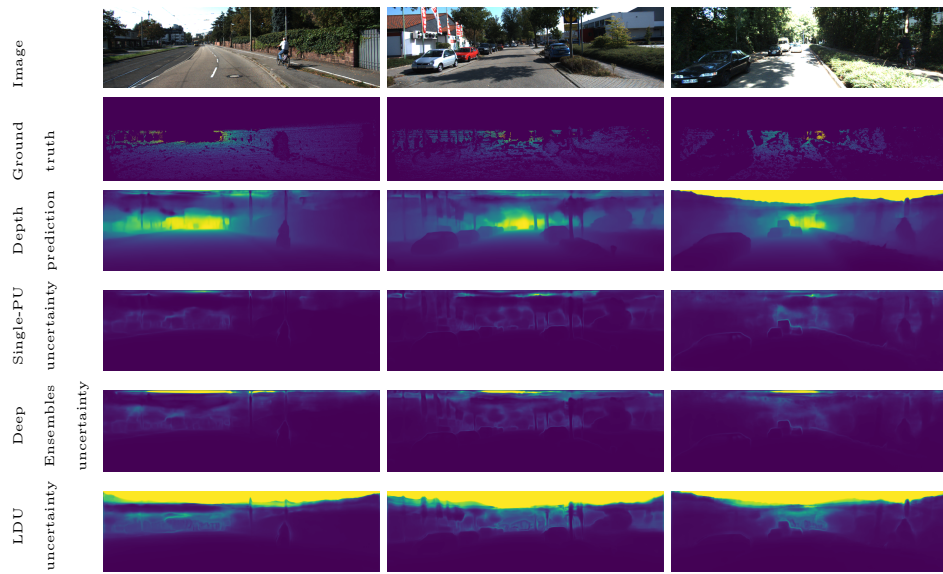 Image
Ground
truth
Depth
prediction
Single-PU
uncertainty
Deep
Ensembles
uncertainty
LDU
uncertainty